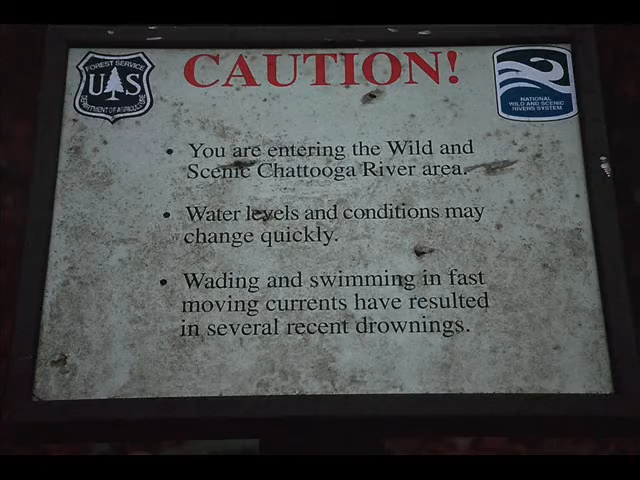 FOREST SERVICE
U S
DEPARTMENT OF AGRICULTURE
CAUTION!
NATIONAL
WILD AND SCENIC
RIVERS SYSTEM
• You are entering the Wild and
Scenic Chattooga River area.
• Water levels and conditions may
change quickly.
• Wading and swimming in fast
moving currents have resulted
in several recent drownings.